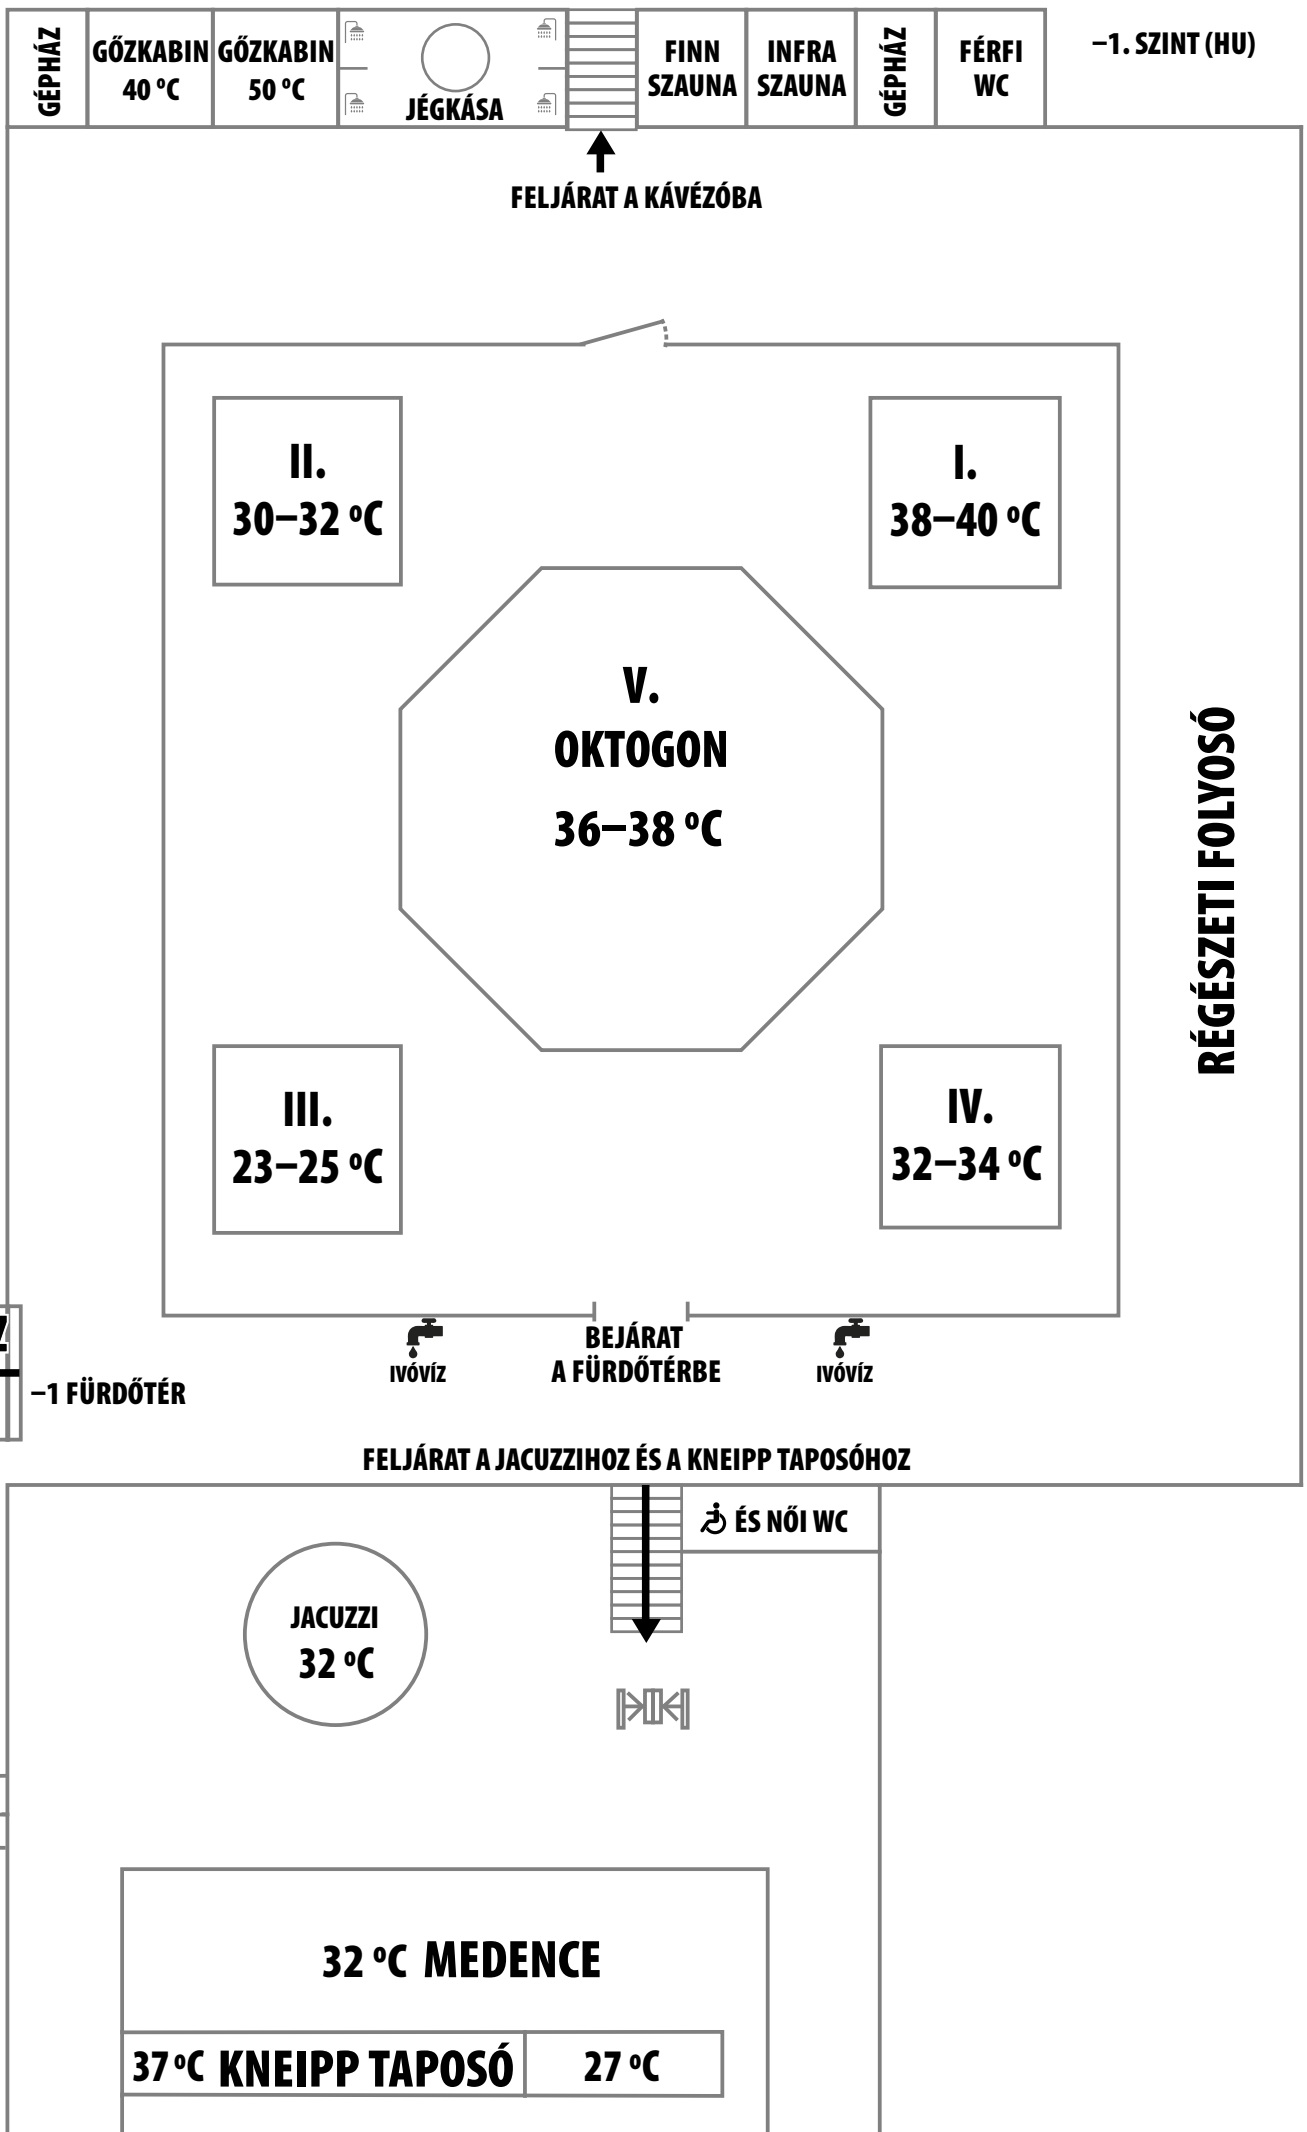 –1. SZINT (HU)
GÉPHÁZ
GŐZKABIN
40 ºC
GŐZKABIN
50 ºC
JÉGKÁSA
FINN
SZAUNA
INFRA
SZAUNA
GÉPHÁZ
FÉRFI
WC
FELJÁRAT A KÁVÉZÓBA
II.
30–32 ºC
I.
38–40 ºC
V.
OKTOGON
36–38 ºC
RÉGÉSZETI FOLYOSÓ
III.
23–25 ºC
IV.
32–34 ºC
IVÓVÍZ
BEJÁRAT
A FÜRDŐTÉRBE
IVÓVÍZ
–1 FÜRDŐTÉR
FELJÁRAT A JACUZZIHOZ ÉS A KNEIPP TAPOSÓHOZ
ÉS NŐI WC
JACUZZI
32 ºC
32 ºC MEDENCE
37 ºC KNEIPP TAPOSÓ
27 ºC